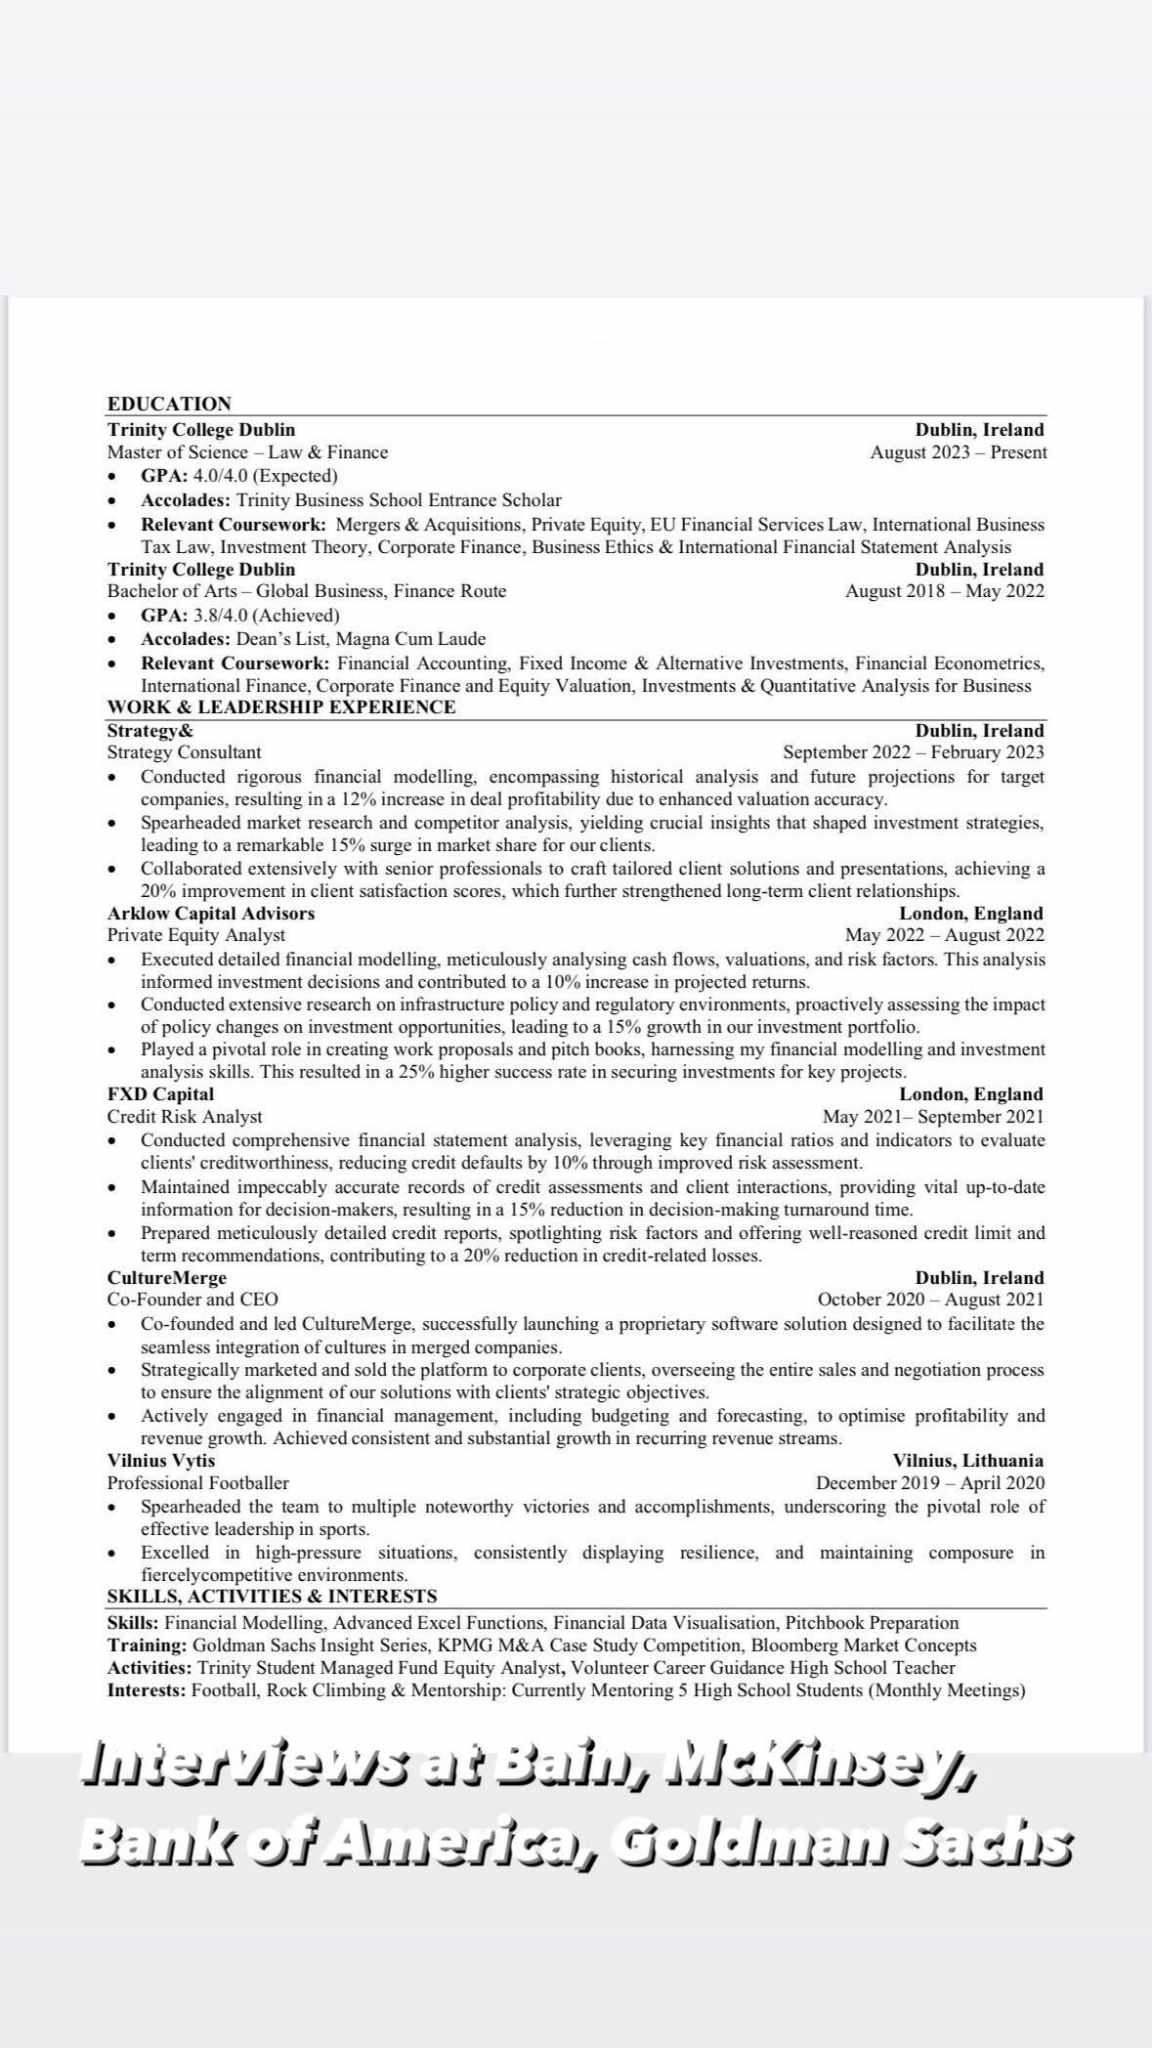 EDUCATION
Trinity College Dublin Dublin, Ireland
Master of Science – Law & Finance August 2023 – Present
• GPA: 4.0/4.0 (Expected)
• Accolades: Trinity Business School Entrance Scholar
• Relevant Coursework: Mergers & Acquisitions, Private Equity, EU Financial Services Law, International Business
Tax Law, Investment Theory, Corporate Finance, Business Ethics & International Financial Statement Analysis
Trinity College Dublin Dublin, Ireland
Bachelor of Arts – Global Business, Finance Route August 2018 – May 2022
• GPA: 3.8/4.0 (Achieved)
• Accolades: Dean's List, Magna Cum Laude
• Relevant Coursework: Financial Accounting, Fixed Income & Alternative Investments, Financial Econometrics,
International Finance, Corporate Finance and Equity Valuation, Investments & Quantitative Analysis for Business
WORK & LEADERSHIP EXPERIENCE
Strategy& Dublin, Ireland
Strategy Consultant September 2022 – February 2023
• Conducted rigorous financial modelling, encompassing historical analysis and future projections for target
companies, resulting in a 12% increase in deal profitability due to enhanced valuation accuracy.
• Spearheaded market research and competitor analysis, yielding crucial insights that shaped investment strategies,
leading to a remarkable 15% surge in market share for our clients.
• Collaborated extensively with senior professionals to craft tailored client solutions and presentations, achieving a
20% improvement in client satisfaction scores, which further strengthened long-term client relationships.
Arklow Capital Advisors London, England
Private Equity Analyst May 2022 – August 2022
• Executed detailed financial modelling, meticulously analysing cash flows, valuations, and risk factors. This analysis
informed investment decisions and contributed to a 10% increase in projected returns.
• Conducted extensive research on infrastructure policy and regulatory environments, proactively assessing the impact
of policy changes on investment opportunities, leading to a 15% growth in our investment portfolio.
• Played a pivotal role in creating work proposals and pitch books, harnessing my financial modelling and investment
analysis skills. This resulted in a 25% higher success rate in securing investments for key projects.
FXD Capital London, England
Credit Risk Analyst May 2021– September 2021
• Conducted comprehensive financial statement analysis, leveraging key financial ratios and indicators to evaluate
clients' creditworthiness, reducing credit defaults by 10% through improved risk assessment.
• Maintained impeccably accurate records of credit assessments and client interactions, providing vital up-to-date
information for decision-makers, resulting in a 15% reduction in decision-making turnaround time.
• Prepared meticulously detailed credit reports, spotlighting risk factors and offering well-reasoned credit limit and
term recommendations, contributing to a 20% reduction in credit-related losses.
CultureMerge Dublin, Ireland
Co-Founder and CEO October 2020 – August 2021
• Co-founded and led CultureMerge, successfully launching a proprietary software solution designed to facilitate the
seamless integration of cultures in merged companies.
• Strategically marketed and sold the platform to corporate clients, overseeing the entire sales and negotiation process
to ensure the alignment of our solutions with clients' strategic objectives.
• Actively engaged in financial management, including budgeting and forecasting, to optimise profitability and
revenue growth. Achieved consistent and substantial growth in recurring revenue streams.
Vilnius Vytis Vilnius, Lithuania
Professional Footballer December 2019 – April 2020
• Spearheaded the team to multiple noteworthy victories and accomplishments, underscoring the pivotal role of
effective leadership in sports.
• Excelled in high-pressure situations, consistently displaying resilience, and maintaining composure in
fiercelycompetitive environments.
SKILLS, ACTIVITIES & INTERESTS
Skills: Financial Modelling, Advanced Excel Functions, Financial Data Visualisation, Pitchbook Preparation
Training: Goldman Sachs Insight Series, KPMG M&A Case Study Competition, Bloomberg Market Concepts
Activities: Trinity Student Managed Fund Equity Analyst, Volunteer Career Guidance High School Teacher
Interests: Football, Rock Climbing & Mentorship: Currently Mentoring 5 High School Students (Monthly Meetings)
Interviews at Bain, McKinsey,
Bank of America, Goldman Sachs